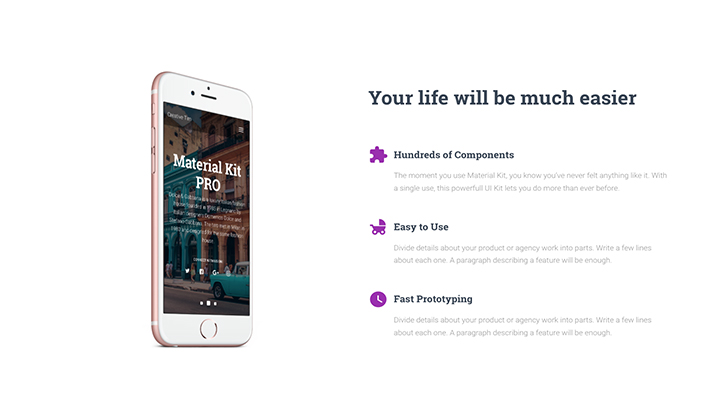 Creative Tim
Material Kit
PRO
Your life will be much easier
Hundreds of Components
The moment you use Material Kit, you know you've never felt anything like it. With
a single use, this powerfull UI Kit lets you do more than ever before.
Easy to Use
Divide details about your product or agency work into parts. Write a few lines
about each one. A paragraph describing a feature will be enough.
Fast Prototyping
Divide details about your product or agency work into parts. Write a few lines
about each one. A paragraph describing a feature will be enough.